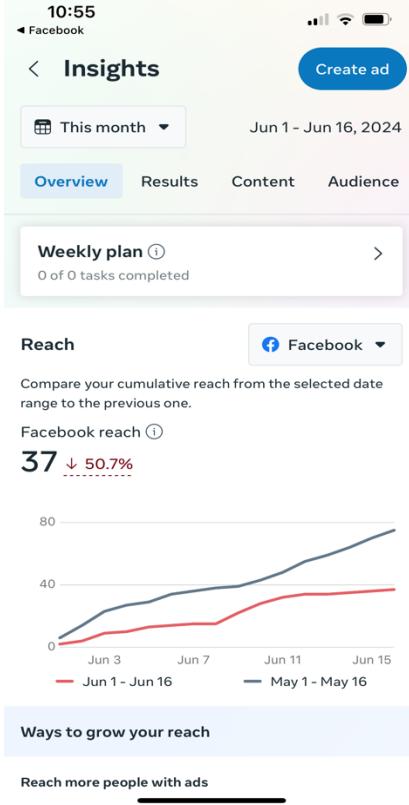 10:55
◄ Facebook
Insights
Create ad
This month
Jun 1 - Jun 16, 2024
Overview Results Content Audience
Weekly plan
0 of 0 tasks completed
Reach
Facebook
Compare your cumulative reach from the selected date
range to the previous one.
Facebook reach
37 ↓ 50.7%
80
40
0
Jun 3 Jun 7 Jun 11 Jun 15
Jun 1 - Jun 16 May 1 - May 16
Ways to grow your reach
Reach more people with ads